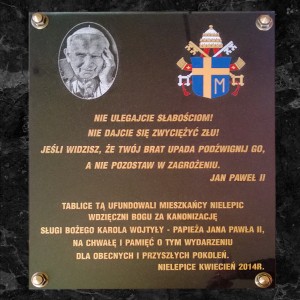 NIE ULEGAJCIE SŁABOŚCIOM!
NIE DAJCIE SIĘ ZWYCIĘŻYĆ ZŁU!
JEŚLI WIDZISZ, ŻE TWÓJ BRAT UPADA PODŹWIGNIJ GO,
A NIE POZOSTAW W ZAGROŻENIU.
JAN PAWEŁ II
TABLICE TĄ UFUNDOWALI MIESZKAŃCY NIELEPIC
WDZIĘCZNI BOGU ZA KANONIZACJĘ
SŁUGI BOŻEGO KAROLA WOJTYŁY - PAPIEŻA JANA PAWŁA II,
NA CHWAŁĘ I PAMIĘĆ O TYM WYDARZENIU
DLA OBECNYCH I PRZYSZŁYCH POKOLEŃ.
NIELEPICE KWIECIEŃ 2014R.